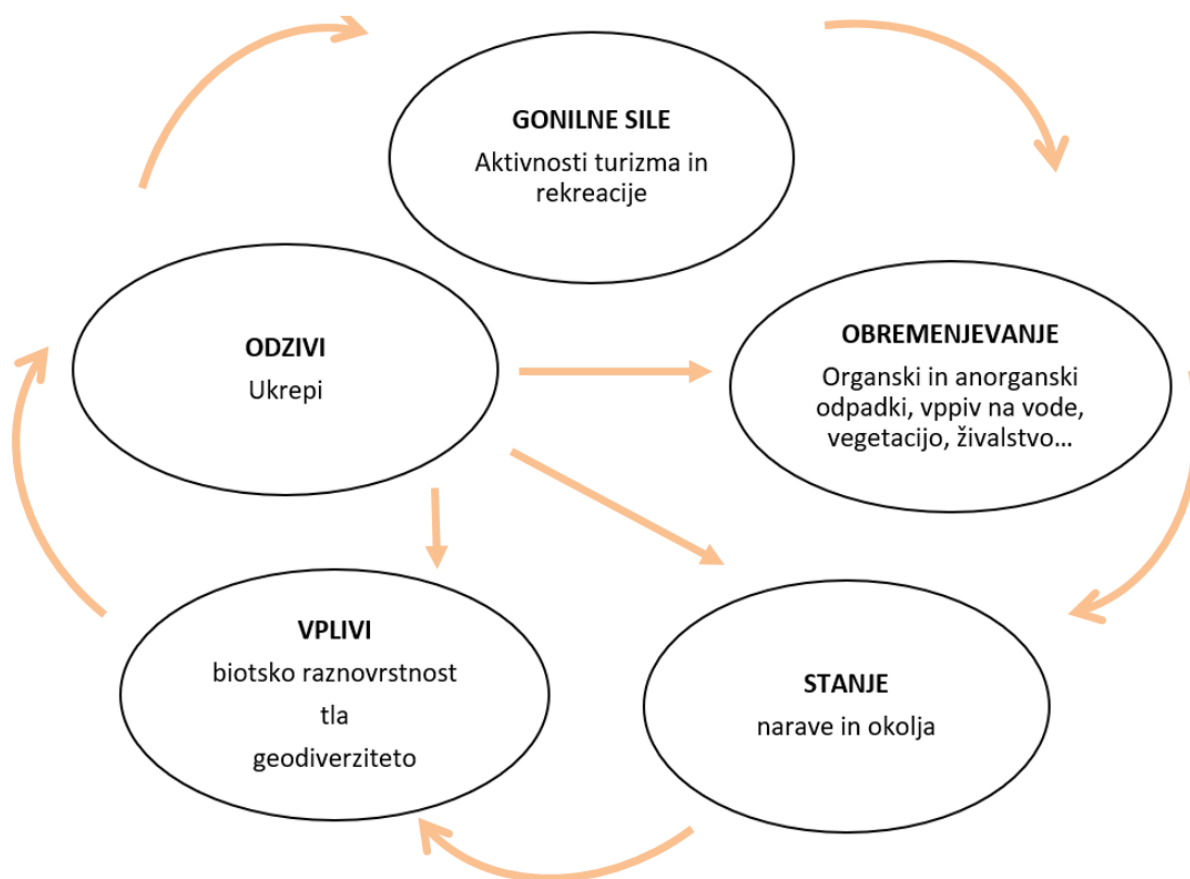 GONILNE SILE
Aktivnosti turizma in
rekreacije
ODZIVI
Ukrepi
OBREMENJEVANJE
Organski in anorganski
odpadki, vppiv na vode,
vegetacijo, živalstvo…
VPLIVI
biotsko raznovrstnost
tla
geodiverziteto
STANJE
narave in okolja